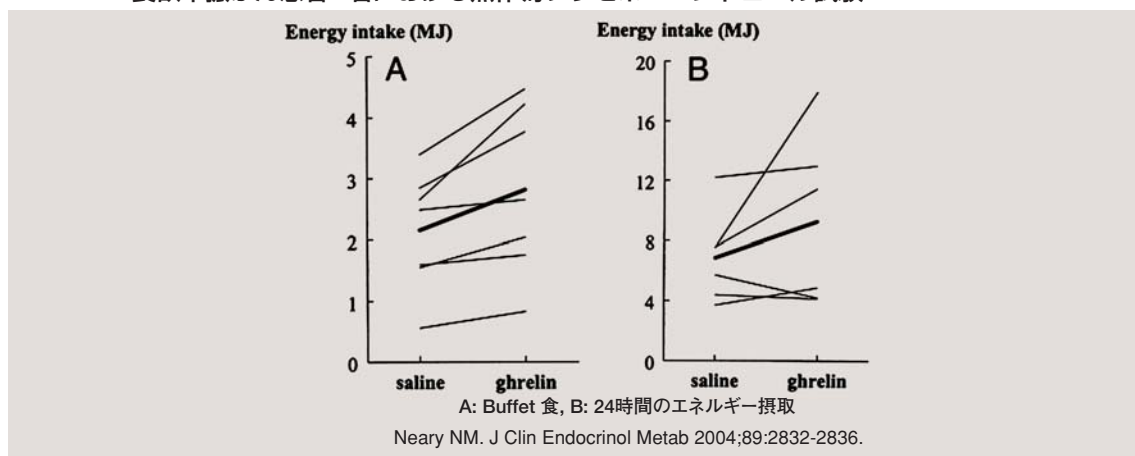 Energy intake (MJ)
Energy intake (MJ)
A
B
5
4
3
2
1
0
20
16
12
8
4
0
saline
ghrelin
saline
ghrelin
A: Buffet 食, B: 24時間のエネルギー摂取
Neary NM. J Clin Endocrinol Metab 2004;89:2832-2836.